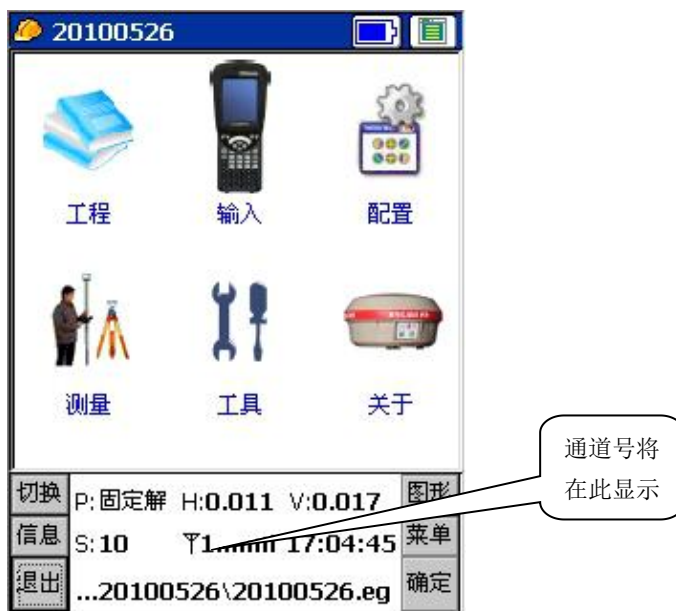 20100526
工程 输入 配置
测量 工具 关于
通道号将
在此显示
切换 P:固定解 H:0.011 V:0.017 图形
信息 S:10 1 17:04:45 菜单
退出 ...20100526\20100526.eg 确定